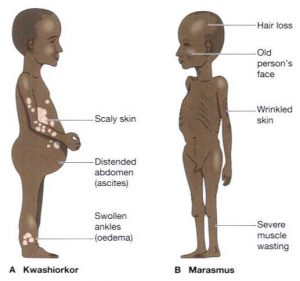 Scaly skin
Distended
abdomen
(ascites)
Swollen
ankles
(oedema)
A Kwashiorkor
Hair loss
Old
person's
face
Wrinkled
skin
Severe
muscle
wasting
B Marasmus